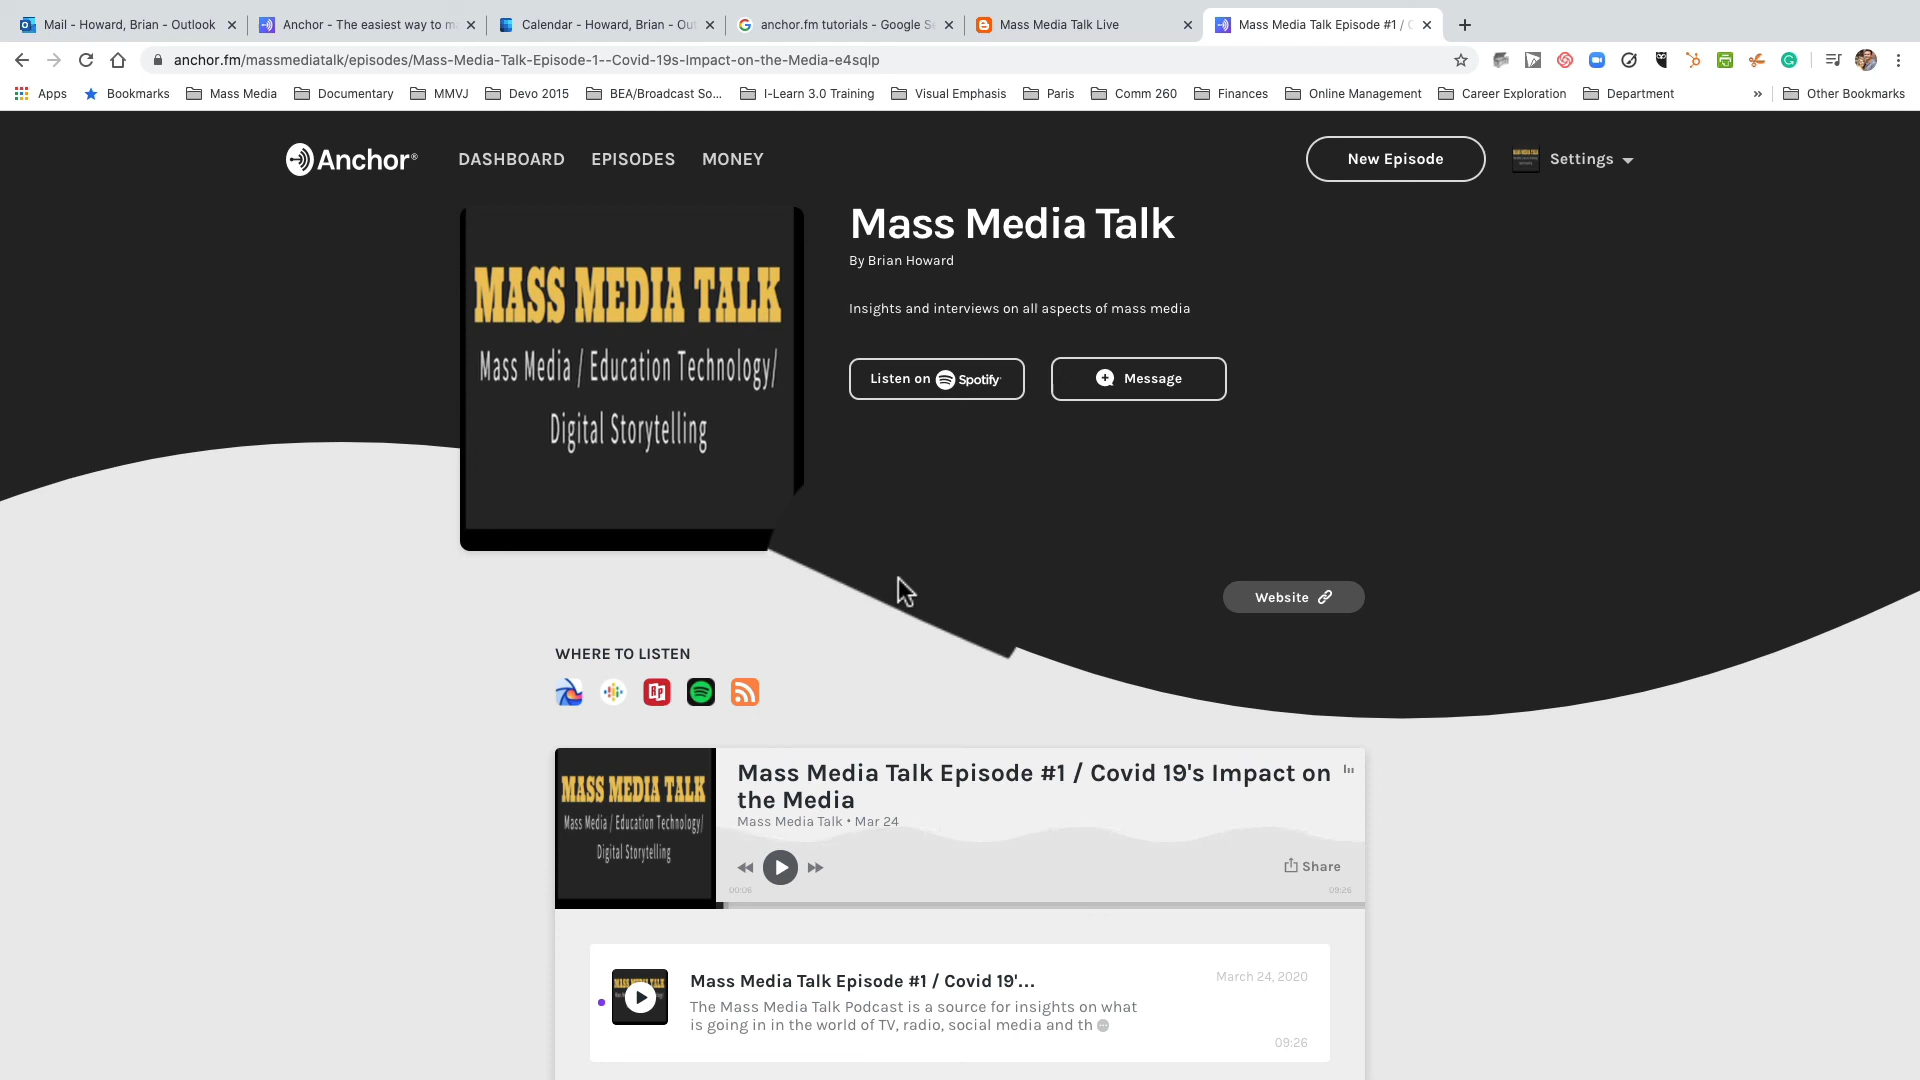 Mail - Howard, Brian - Outlook
Anchor - The easiest way to m
Calendar - Howard, Brian - Ou
anchor.fm tutorials - Google Se
Mass Media Talk Live
Mass Media Talk Episode #1 / C
anchor.fm/massmediatalk/episodes/Mass-Media-Talk-Episode-1--Covid-19s-Impact-on-the-Media-e4sqlp
Apps
Bookmarks
Mass Media
Documentary
MMVJ
Devo 2015
BEA/Broadcast So...
I-Learn 3.0 Training
Visual Emphasis
Paris
Comm 260
Finances
Online Management
Career Exploration
Department
»
Other Bookmarks
Anchor®
DASHBOARD
EPISODES
MONEY
New Episode
Settings
MASS MEDIA TALK
Mass Media / Education Technology/
Digital Storytelling
Mass Media Talk
By Brian Howard
Insights and interviews on all aspects of mass media
Listen on Spotify
Message
Website
WHERE TO LISTEN
MASS MEDIA TALK
Mass Media / Education Technology/
Digital Storytelling
Mass Media Talk Episode #1 / Covid 19's Impact on
the Media
Mass Media Talk • Mar 24
Share
00:06
09:26
Mass Media Talk Episode #1 / Covid 19'...
March 24, 2020
The Mass Media Talk Podcast is a source for insights on what
is going in in the world of TV, radio, social media and th
09:26